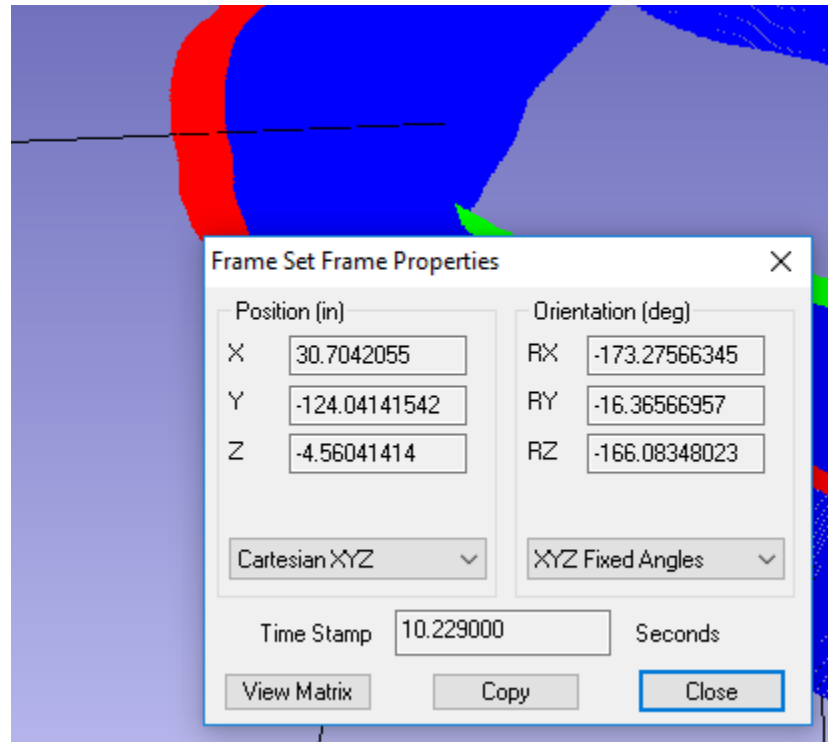 Frame Set Frame Properties
Position (in)
X 30.7042055
Y -124.04141542
Z -4.56041414
Cartesian XYZ
Orientation (deg)
RX -173.27566345
RY -16.36566957
RZ -166.08348023
XYZ Fixed Angles
Time Stamp 10.229000 Seconds
View Matrix Copy Close